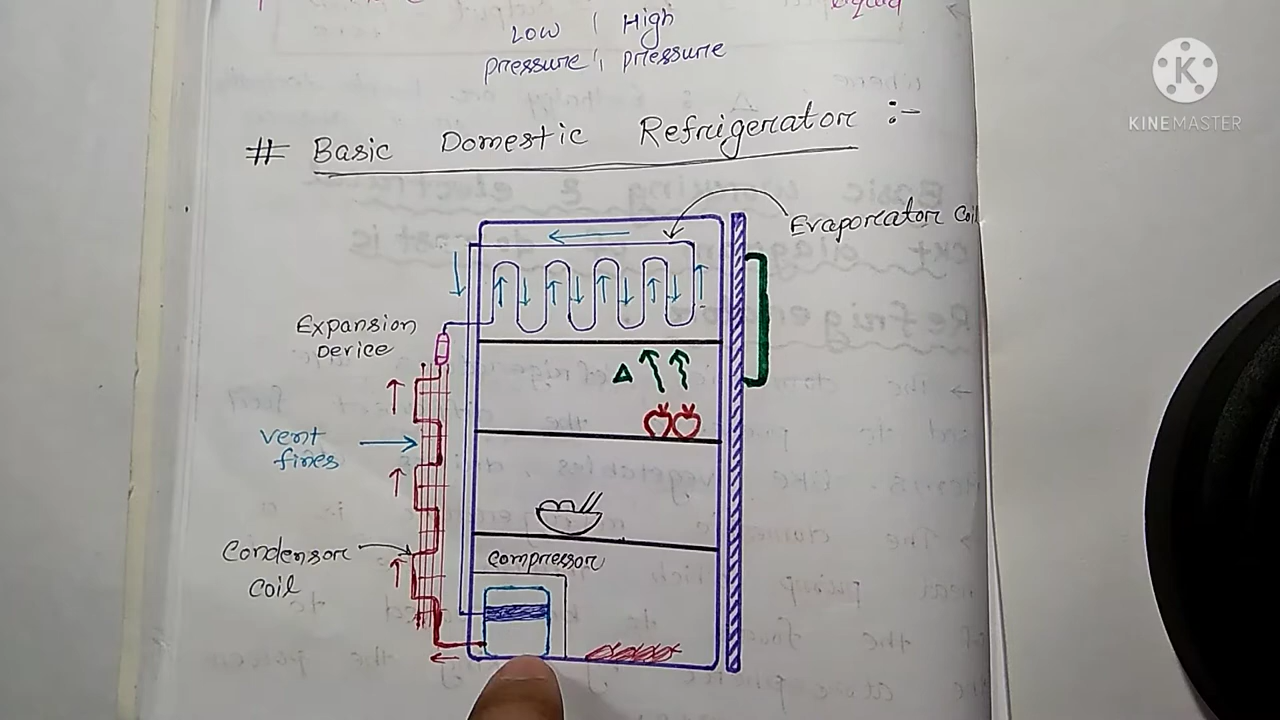 Low | High
pressure | pressure
# Basic Domestic Refrigerator :-
Evaporator coil
Expansion
Device
vent
fines
Condensor
coil
compressor
KINEMASTER